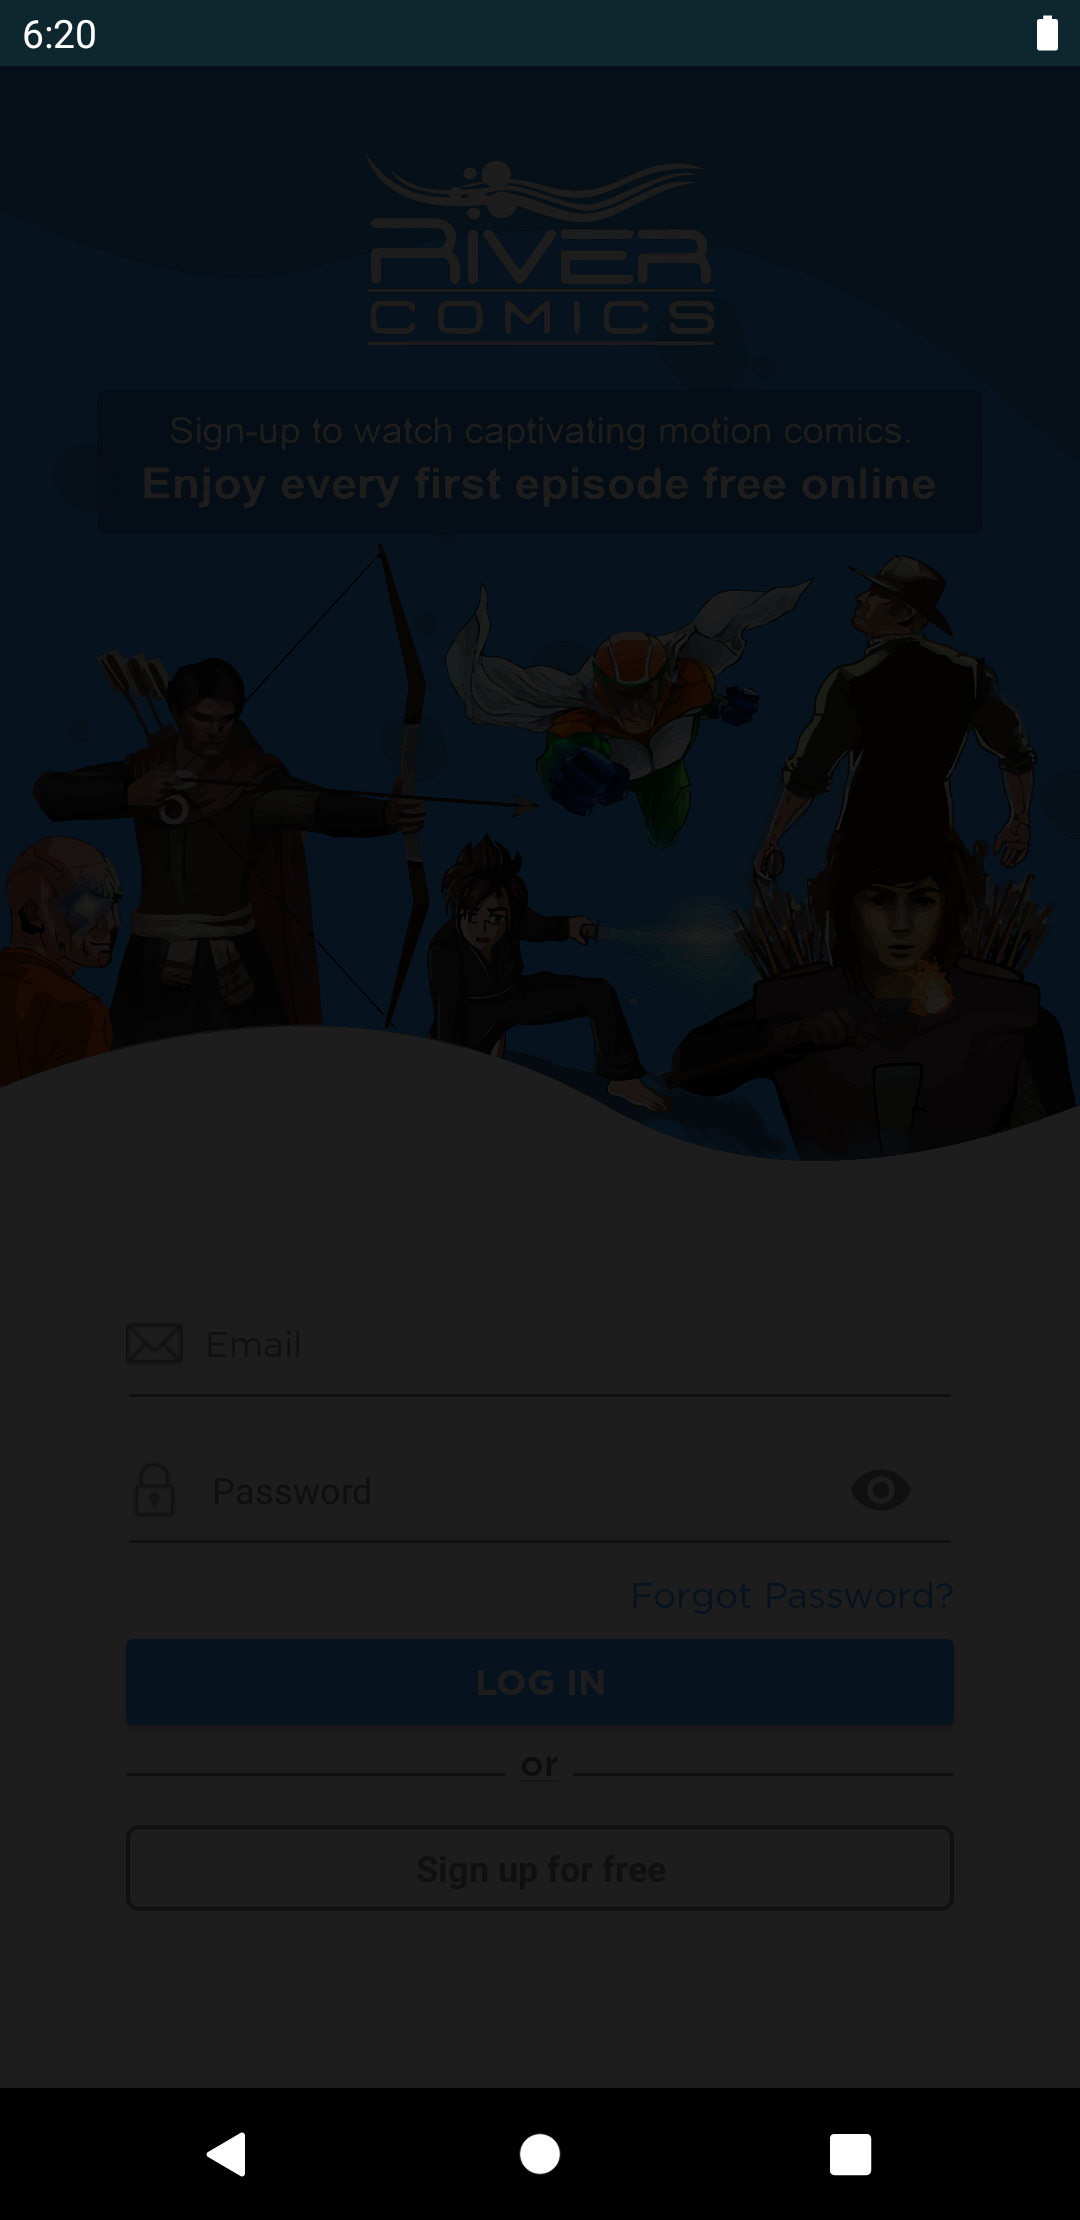 6:20
RiVER
COMICS
Sign-up to watch captivating motion comics.
Enjoy every first episode free online
Email
Password
Forgot Password?
LOG IN
or
Sign up for free